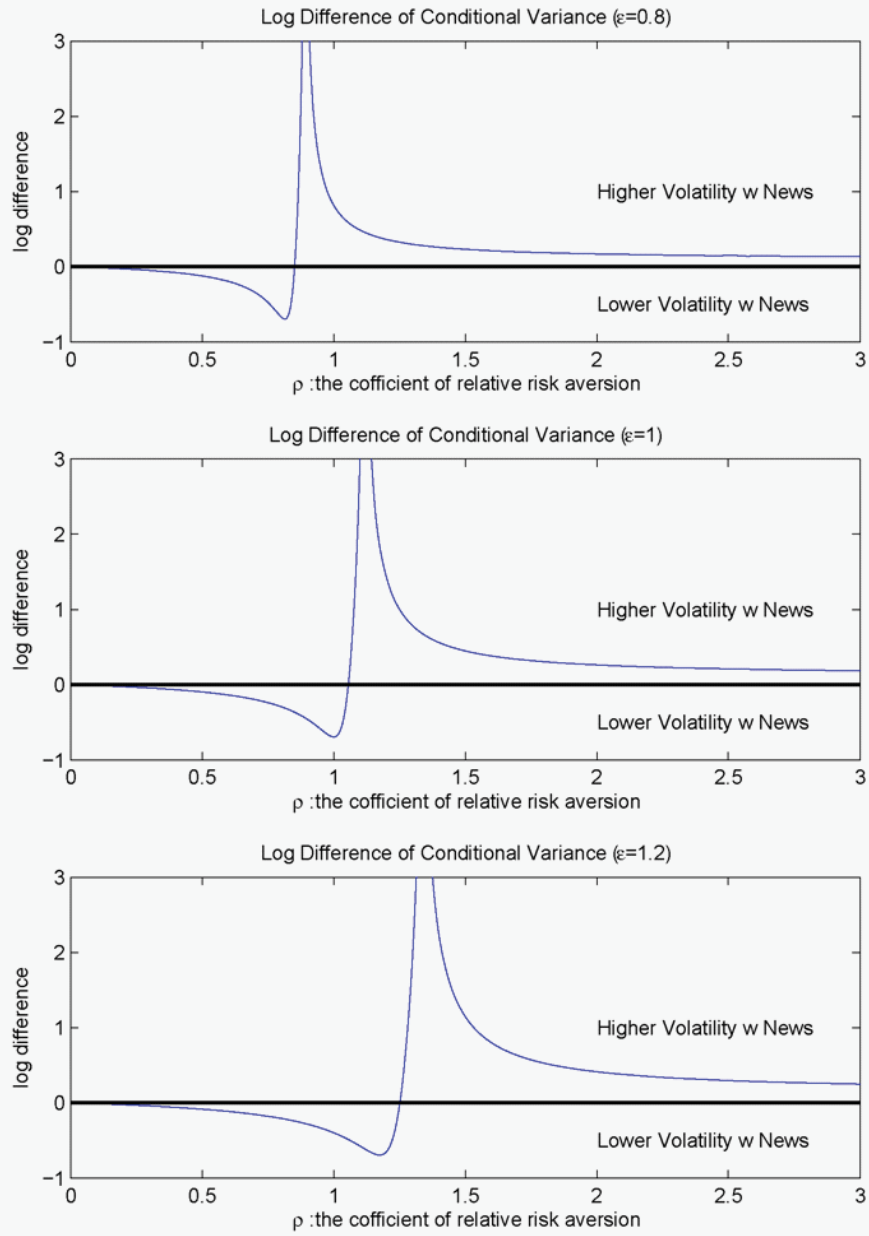 Log Difference of Conditional Variance (ε=0.8)
3
2
1
0
−1
log difference
Higher Volatility w News
Lower Volatility w News
0 0.5 1 1.5 2 2.5 3
ρ :the cofficient of relative risk aversion
Log Difference of Conditional Variance (ε=1)
3
2
1
0
−1
log difference
Higher Volatility w News
Lower Volatility w News
0 0.5 1 1.5 2 2.5 3
ρ :the cofficient of relative risk aversion
Log Difference of Conditional Variance (ε=1.2)
3
2
1
0
−1
log difference
Higher Volatility w News
Lower Volatility w News
0 0.5 1 1.5 2 2.5 3
ρ :the cofficient of relative risk aversion